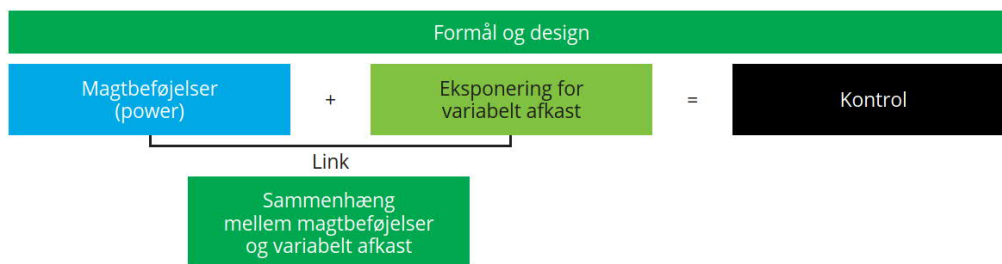 Formål og design
Magtbeføjelser
(power)
+
Eksponering for
variabelt afkast
=
Kontrol
Link
Sammenhæng
mellem magtbeføjelser
og variabelt afkast